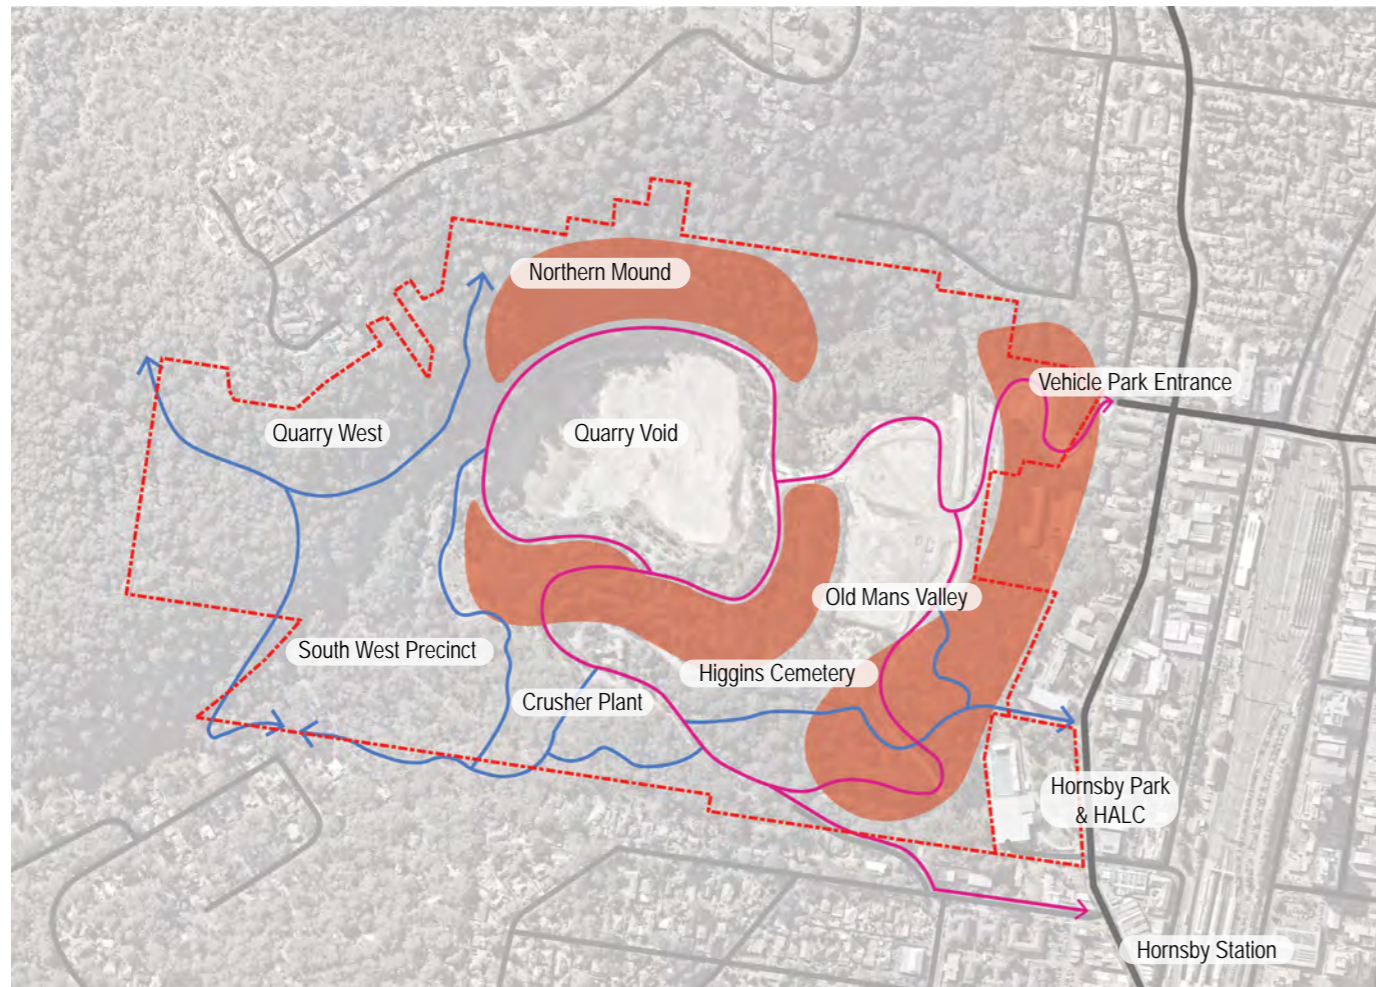 Northern Mound
Vehicle Park Entrance
Quarry West
Quarry Void
Old Mans Valley
South West Precinct
Higgins Cemetery
Crusher Plant
Hornsby Park
& HALC
Hornsby Station